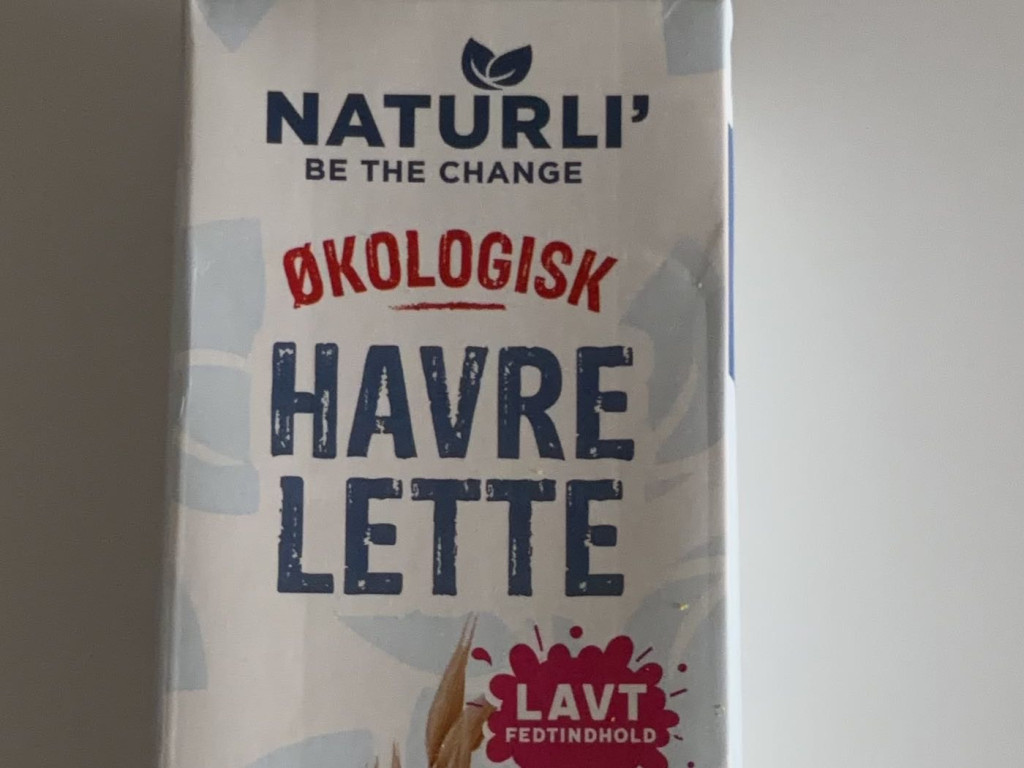 NATURLI’
BE THE CHANGE
ØKOLOGISK
HAVRE
LETTE
LAVT
FEDTINDHOLD